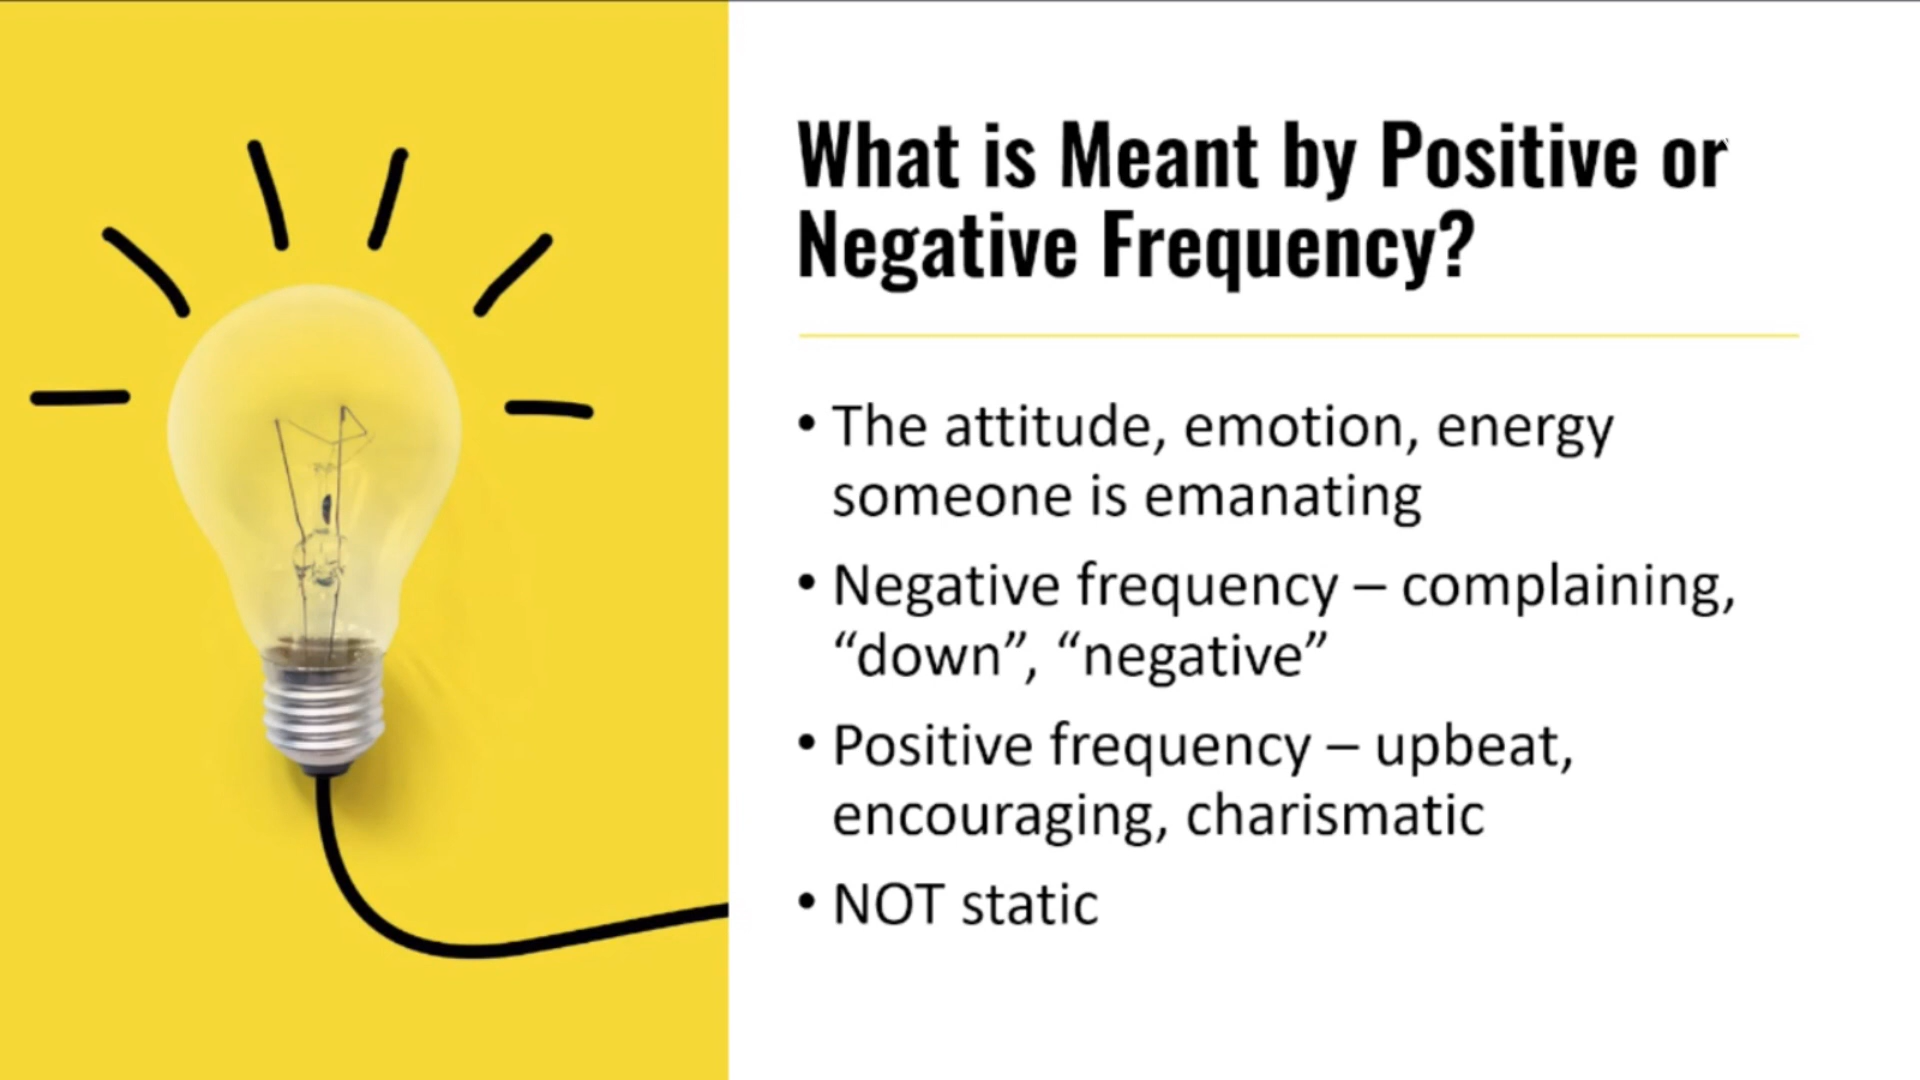 What is Meant by Positive or
Negative Frequency?
• The attitude, emotion, energy
someone is emanating
• Negative frequency – complaining,
“down”, “negative”
• Positive frequency – upbeat,
encouraging, charismatic
• NOT static